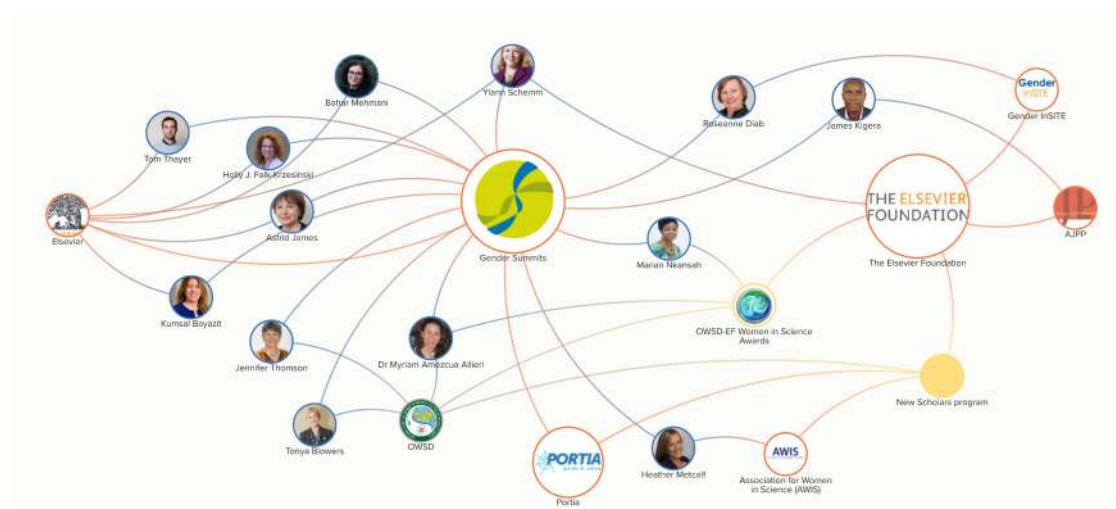 Bahar Mehmani
Ylann Schemm
Roseanne Diab
James Kigera
Gender
InSITE
Gender InSITE
Tom Thayer
Holly J. Falk Krzesinski
Elsevier
Astrid James
Gender Summits
Marian Nkansah
THE ELSEVIER
FOUNDATION
The Elsevier Foundation
AJPP
Kumsal Bayazit
OWSD-EF Women in Science
Awards
Jennifer Thomson
Dr Myriam Amezcua Allieri
New Scholars program
Tonya Blowers
OWSD
PORTIA
Portia
Heather Metcalf
AWIS
Association for Women
in Science (AWIS)